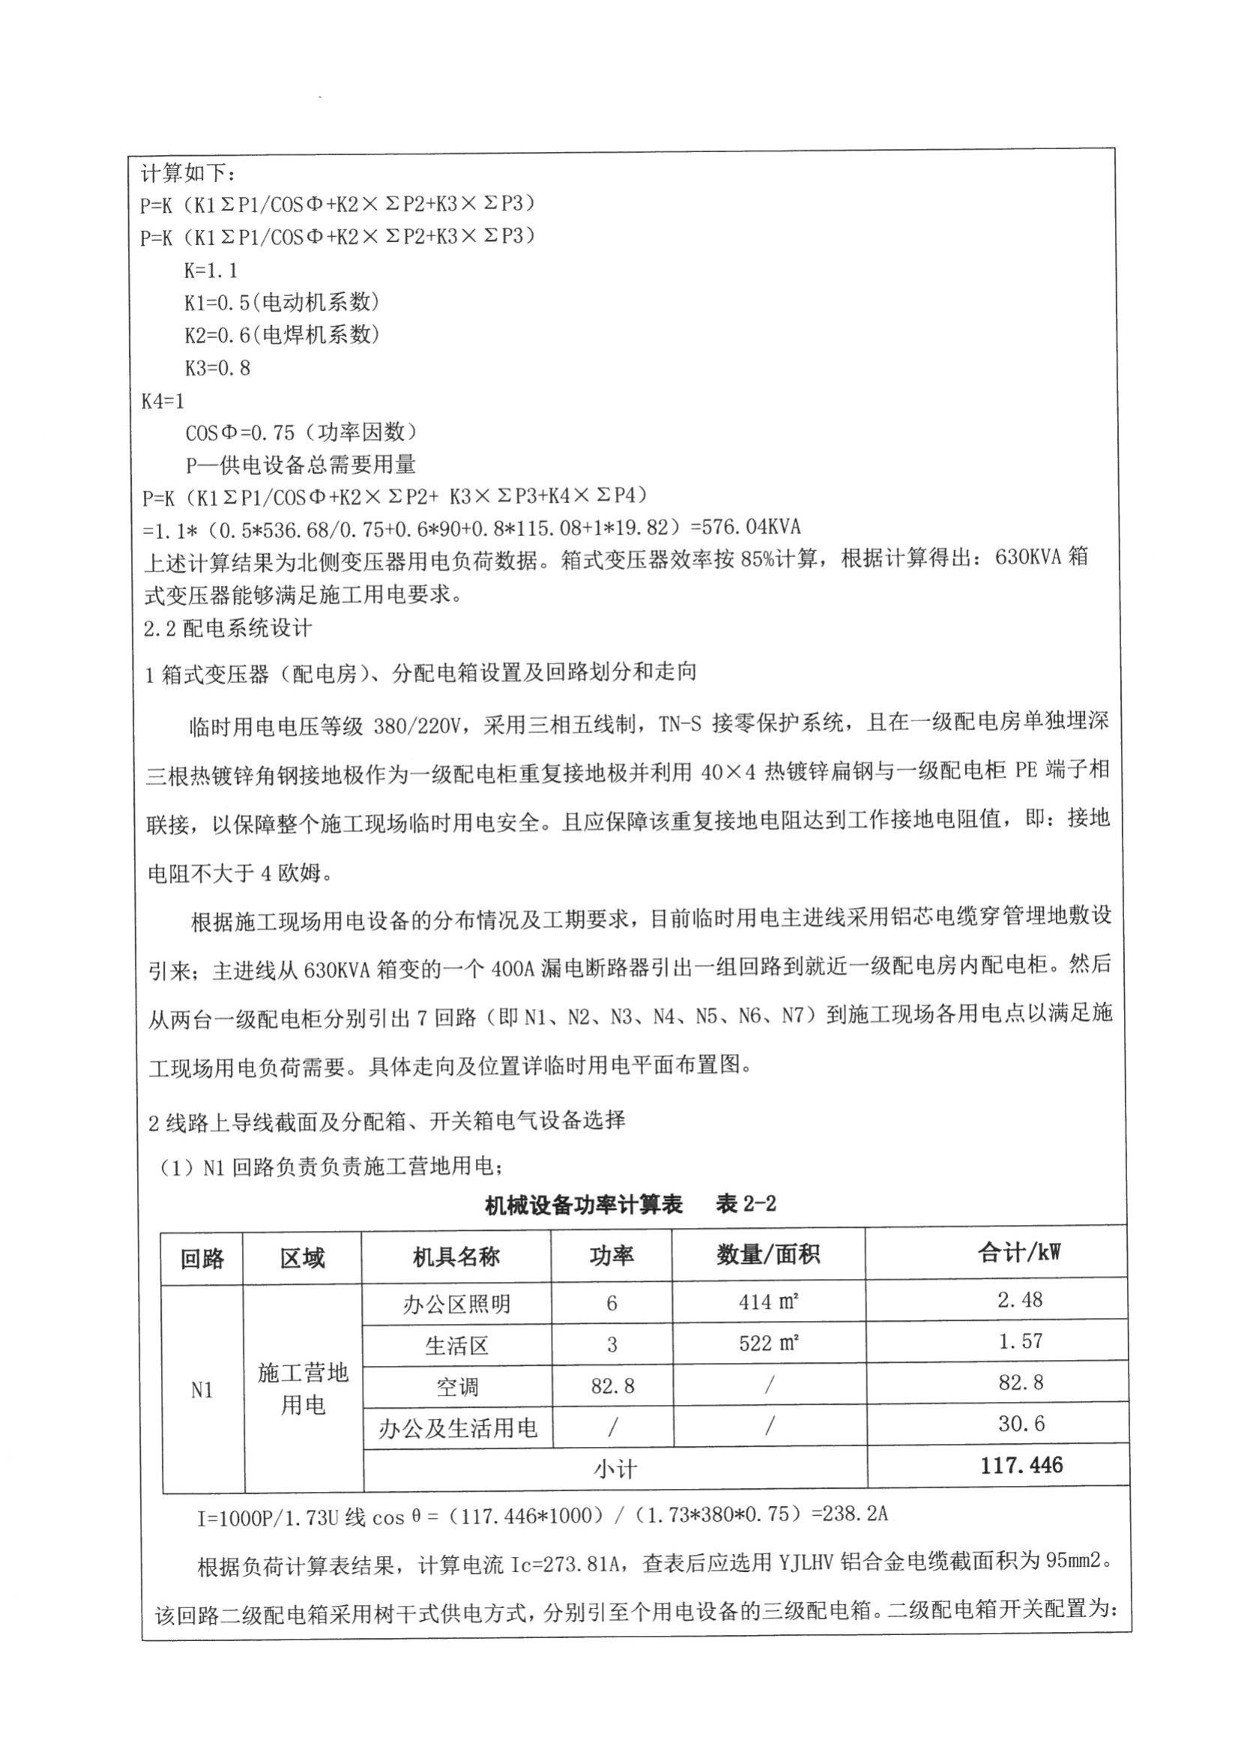 计算如下:
P=K（K1ΣP1/COSΦ+K2×ΣP2+K3×ΣP3）
P=K（K1ΣP1/COSΦ+K2×ΣP2+K3×ΣP3）
K=1.1
K1=0.5(电动机系数)
K2=0.6(电焊机系数)
K3=0.8
K4=1
COSΦ=0.75（功率因数）
P—供电设备总需要用量
P=K（K1ΣP1/COSΦ+K2×ΣP2+ K3×ΣP3+K4×ΣP4）
=1.1*（0.5*536.68/0.75+0.6*90+0.8*115.08+1*19.82）=576.04KVA
上述计算结果为北侧变压器用电负荷数据。箱式变压器效率按 85%计算，根据计算得出：630KVA 箱
式变压器能够满足施工用电要求。
2.2 配电系统设计
1 箱式变压器（配电房）、分配电箱设置及回路划分和走向
临时用电电压等级 380/220V，采用三相五线制，TN-S 接零保护系统，且在一级配电房单独埋深
三根热镀锌角钢接地极作为一级配电柜重复接地极并利用 40×4 热镀锌扁钢与一级配电柜 PE 端子相
联接，以保障整个施工现场临时用电安全。且应保障该重复接地电阻达到工作接地电阻值，即：接地
电阻不大于 4 欧姆。
根据施工现场用电设备的分布情况及工期要求，目前临时用电主进线采用铝芯电缆穿管埋地敷设
引来；主进线从 630KVA 箱变的一个 400A 漏电断路器引出一组回路到就近一级配电房内配电柜。然后
从两台一级配电柜分别引出 7 回路（即 N1、N2、N3、N4、N5、N6、N7）到施工现场各用电点以满足施
工现场用电负荷需要。具体走向及位置详临时用电平面布置图。
2 线路上导线截面及分配箱、开关箱电气设备选择
（1）N1 回路负责负责施工营地用电；
机械设备功率计算表 表 2-2
回路 区域 机具名称 功率 数量/面积 合计/kW
办公区照明 6 414 ㎡ 2.48
生活区 3 522 ㎡ 1.57
N1 施工营地用电 空调 82.8 / 82.8
办公及生活用电 / / 30.6
小计 117.446
I=1000P/1.73U 线 cosθ=（117.446*1000）/（1.73*380*0.75）=238.2A
根据负荷计算表结果，计算电流 Ic=273.81A，查表后应选用 YJLHV 铝合金电缆截面积为 95mm2。
该回路二级配电箱采用树干式供电方式，分别引至个用电设备的三级配电箱。二级配电箱开关配置为：